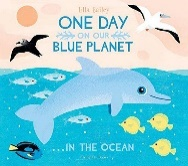 Ella Bailey
ONE DAY
ON OUR
BLUE PLANET
...IN THE OCEAN